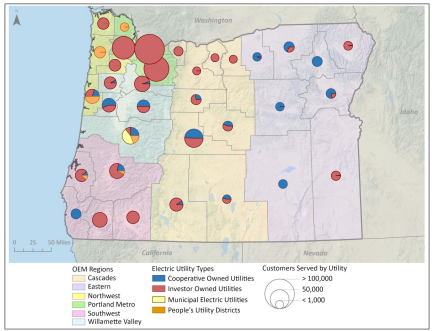 Washington
Idaho
California
Nevada
0 25 50 Miles
OEM Regions
Cascades
Eastern
Northwest
Portland Metro
Southwest
Willamette Valley
Electric Utility Types
Cooperative Owned Utilities
Investor Owned Utilities
Municipal Electric Utilities
People's Utility Districts
Customers Served by Utility
> 100,000
50,000
< 1,000